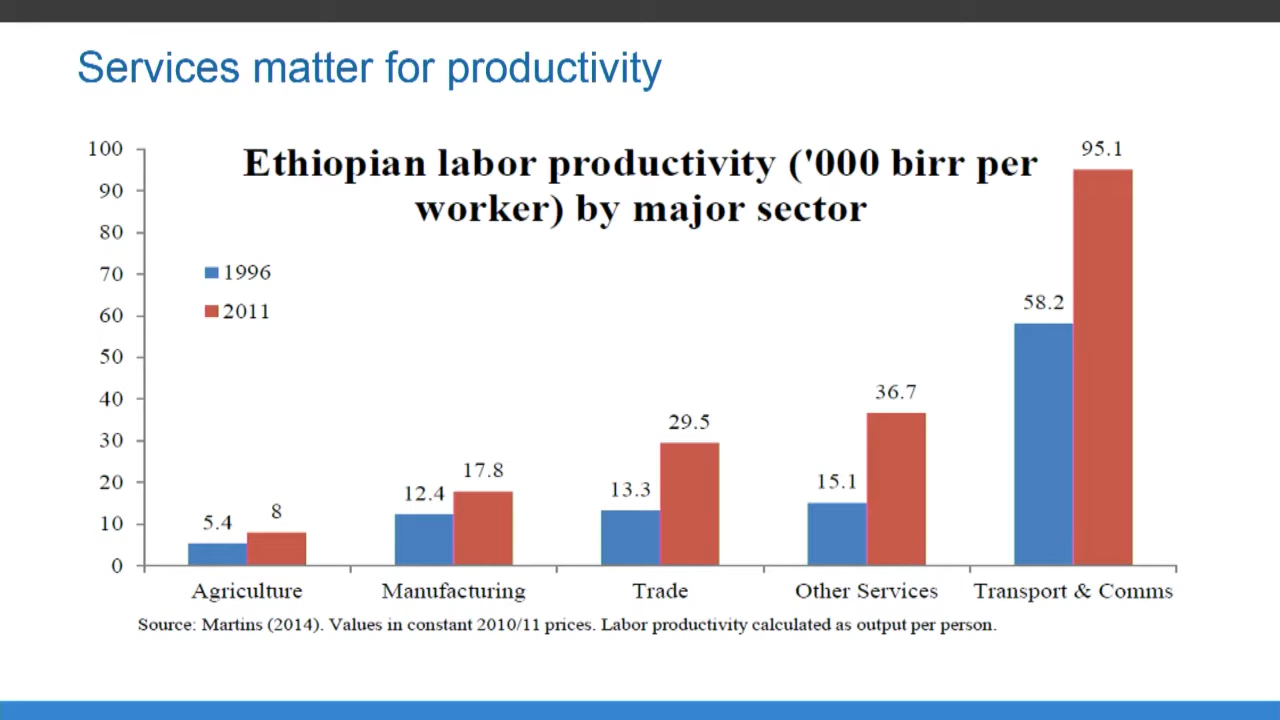 Services matter for productivity
Ethiopian labor productivity ('000 birr per
worker) by major sector
100
90
80
70
60
50
40
30
20
10
0
1996
2011
5.4
8
12.4
17.8
13.3
29.5
15.1
36.7
58.2
95.1
Agriculture
Manufacturing
Trade
Other Services
Transport & Comms
Source: Martins (2014). Values in constant 2010/11 prices. Labor productivity calculated as output per person.